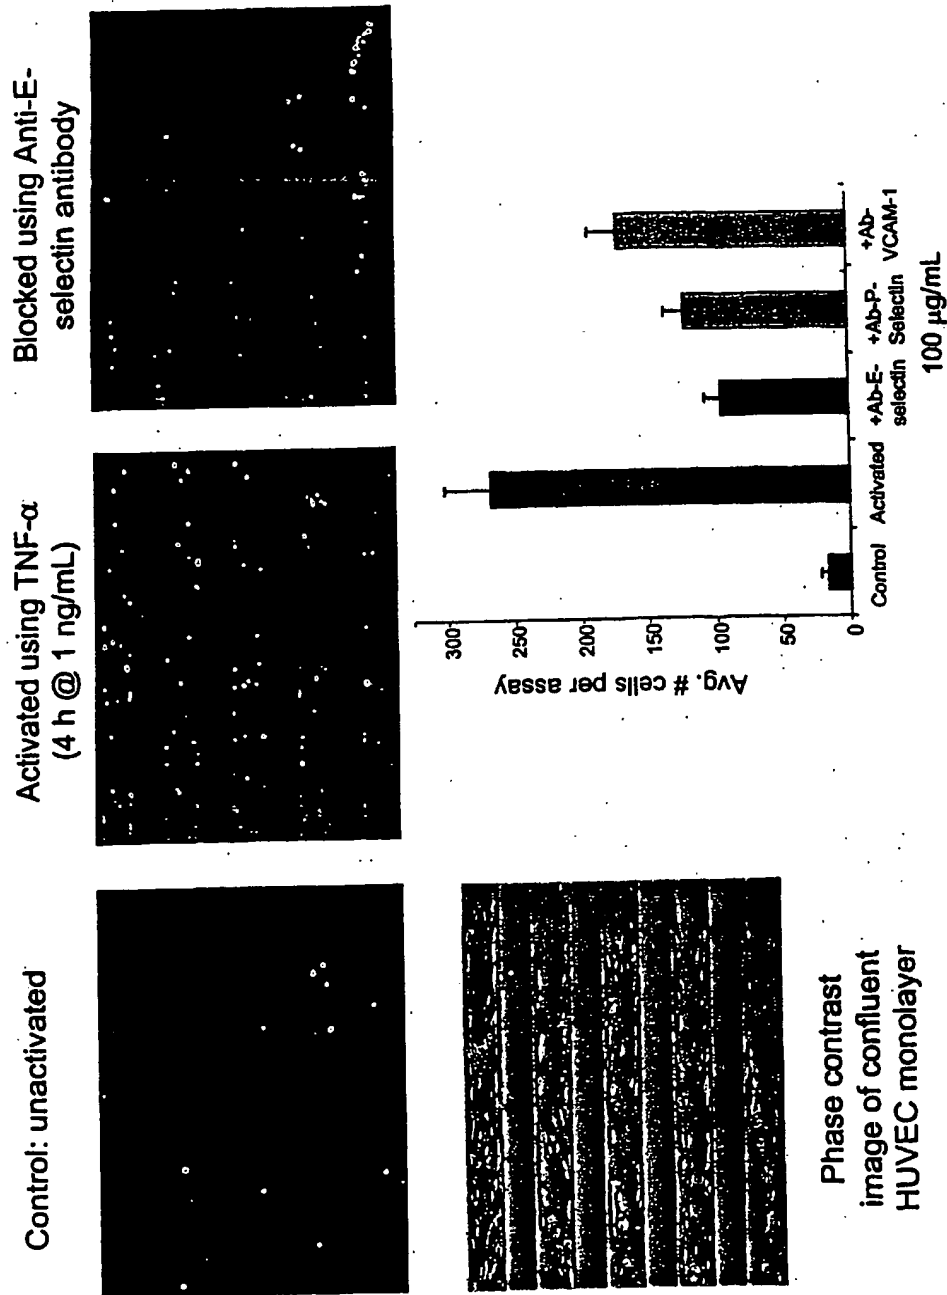 Control: unactivated
Activated using TNF-α
(4 h @ 1 ng/mL)
Blocked using Anti-E-
selectin antibody
Phase contrast
image of confluent
HUVEC monolayer
Avg. # cells per assay
300
250
200
150
100
50
0
Control Activated +Ab-E- +Ab-P- +Ab-
selectin Selectin VCAM-1
100 µg/mL